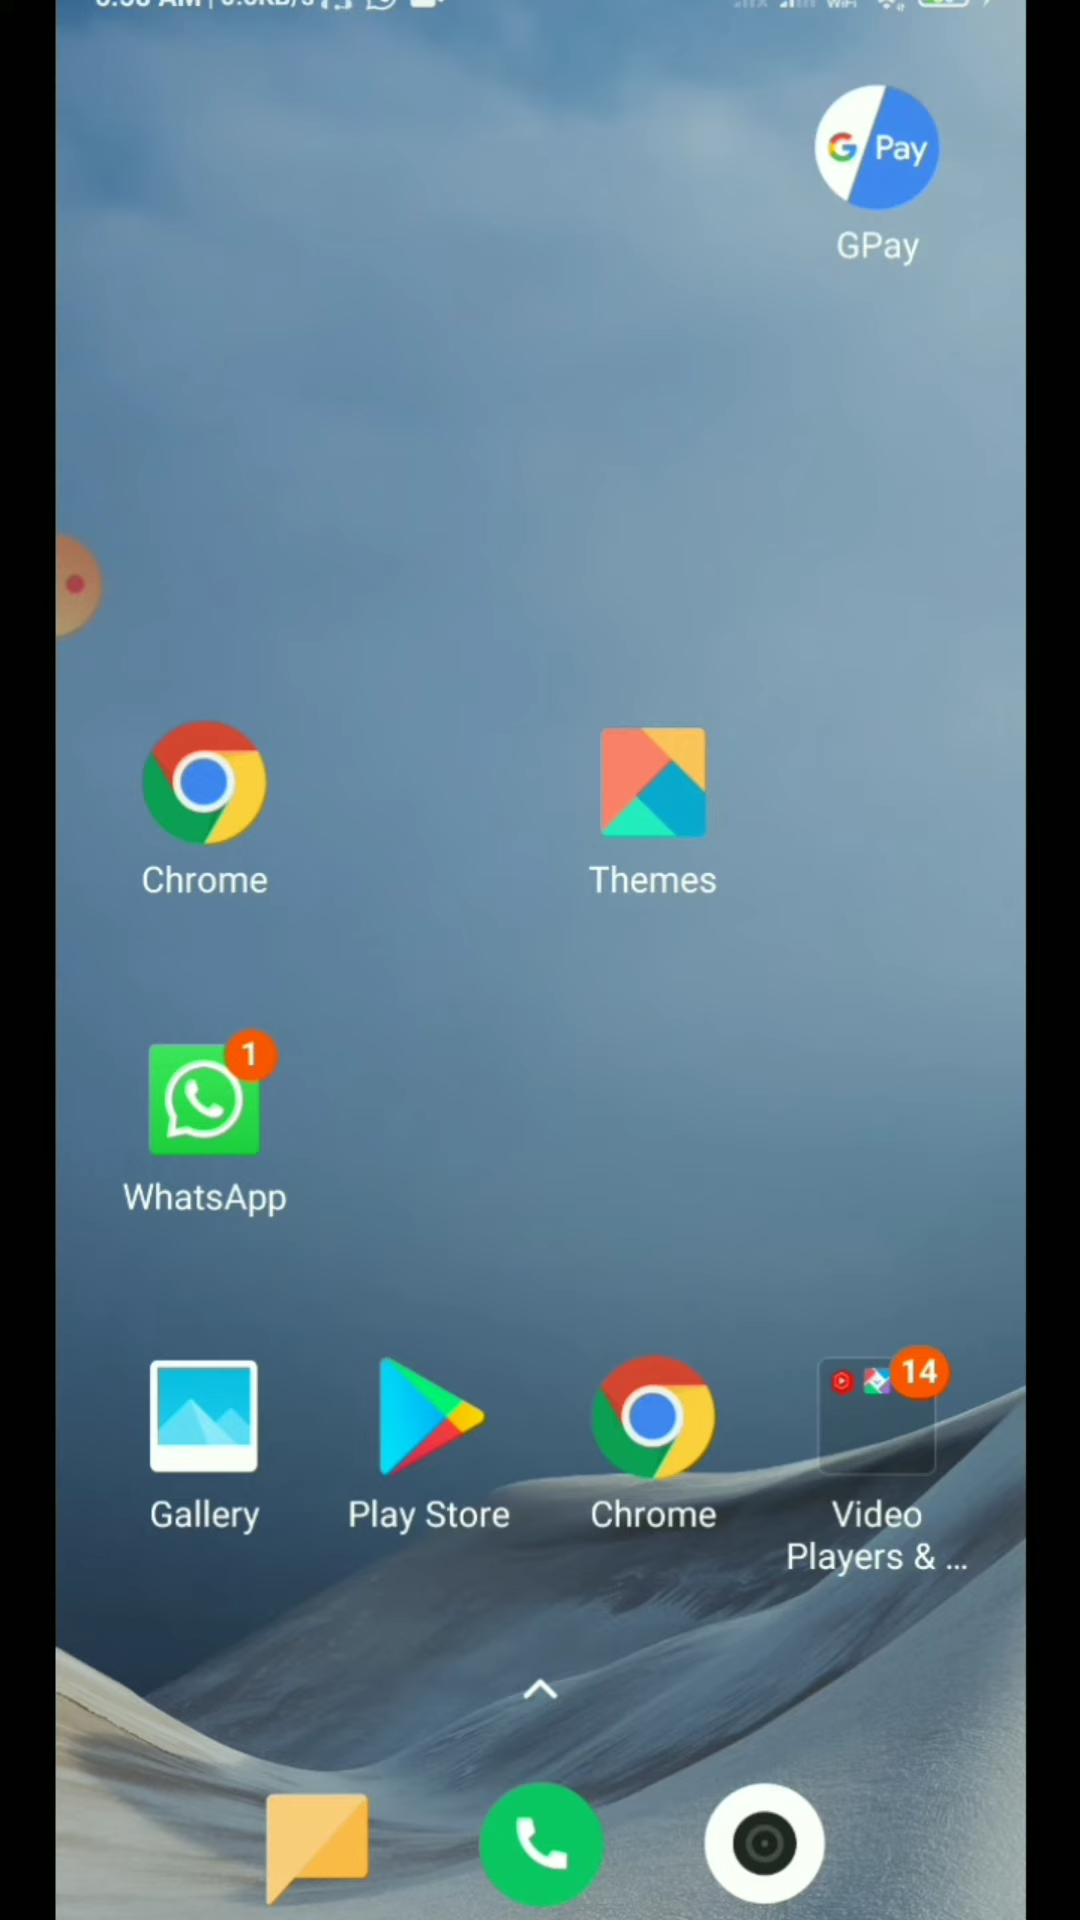 G Pay
GPay
Chrome
Themes
1
WhatsApp
14
Gallery
Play Store
Chrome
Video
Players & ...